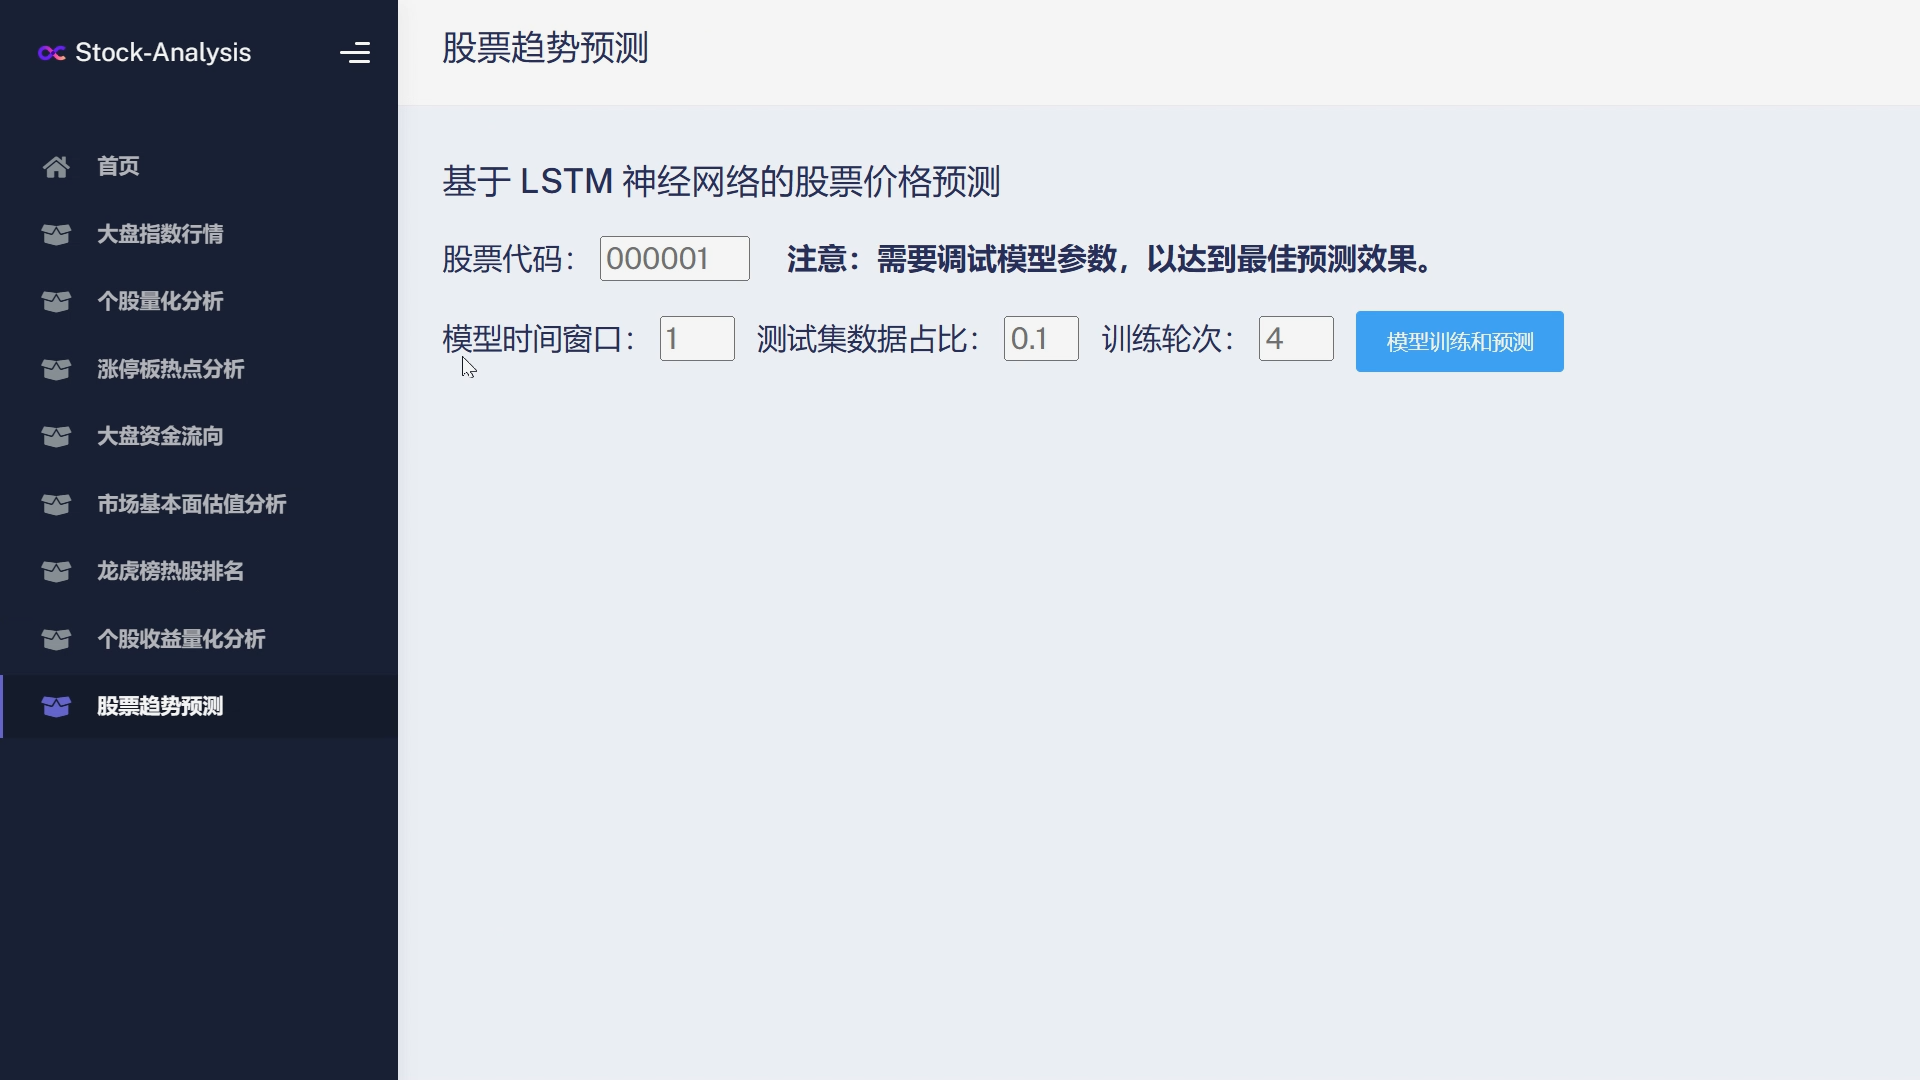 Stock-Analysis
首页
大盘指数行情
个股量化分析
涨停板热点分析
大盘资金流向
市场基本面估值分析
龙虎榜热股排名
个股收益量化分析
股票趋势预测
股票趋势预测
基于 LSTM 神经网络的股票价格预测
股票代码： 000001 注意：需要调试模型参数，以达到最佳预测效果。
模型时间窗口： 1 测试集数据占比： 0.1 训练轮次： 4 模型训练和预测